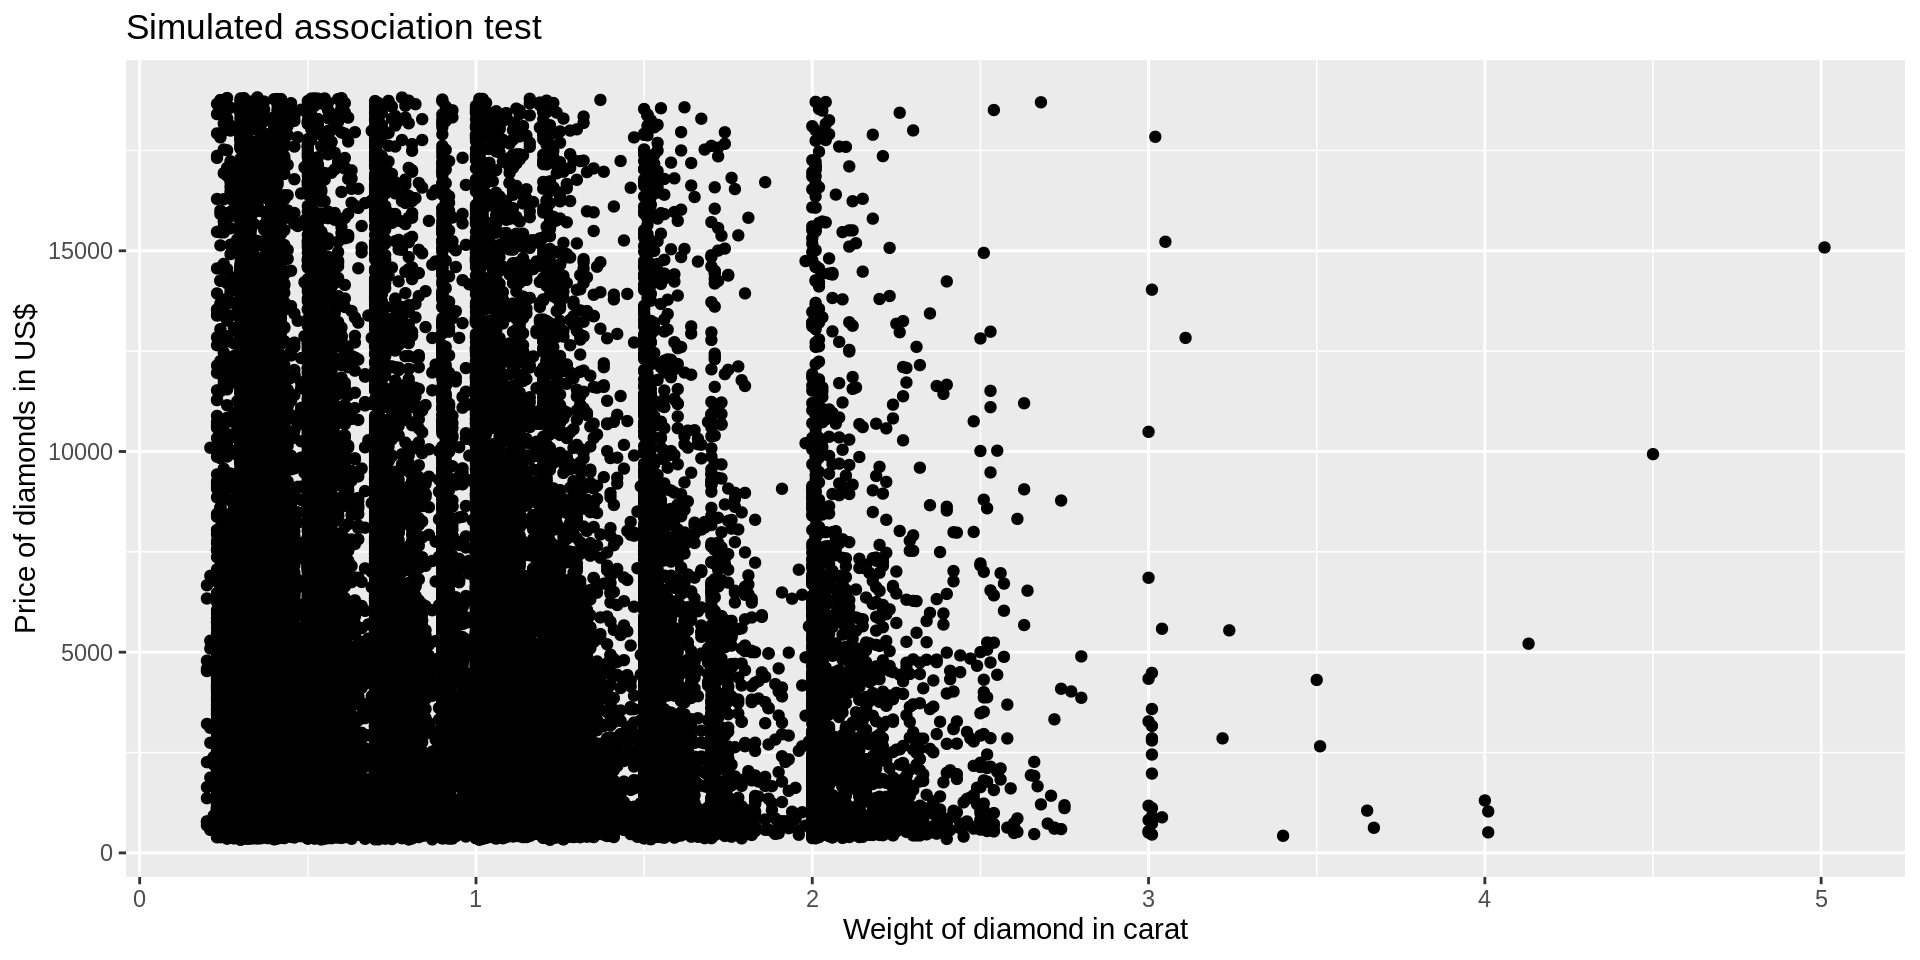 Simulated association test
Price of diamonds in US$
15000
10000
5000
0
0 1 2 3 4 5
Weight of diamond in carat